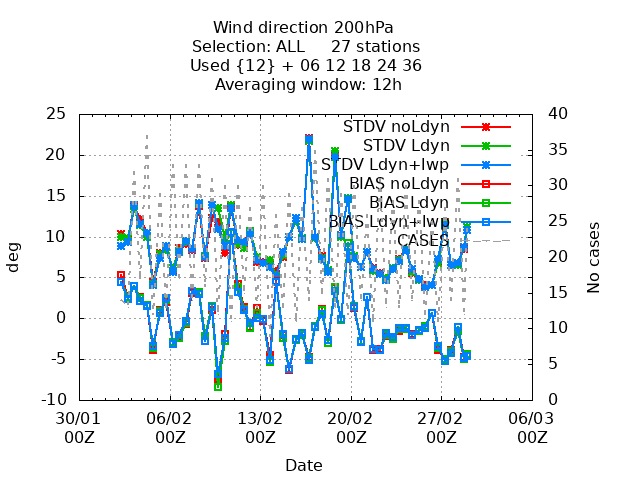 Wind direction 200hPa
Selection: ALL 27 stations
Used {12} + 06 12 18 24 36
Averaging window: 12h
25 40
20 35
15 30
10 25
5 20
0 15
-5 10
-10 5
0
deg
No cases
STDV noLdyn
STDV Ldyn
STDV Ldyn+lwp
BIAS noLdyn
BIAS Ldyn
BIAS Ldyn+lwp
CASES
30/01 06/02 13/02 20/02 27/02 06/03
00Z 00Z 00Z 00Z 00Z 00Z
Date